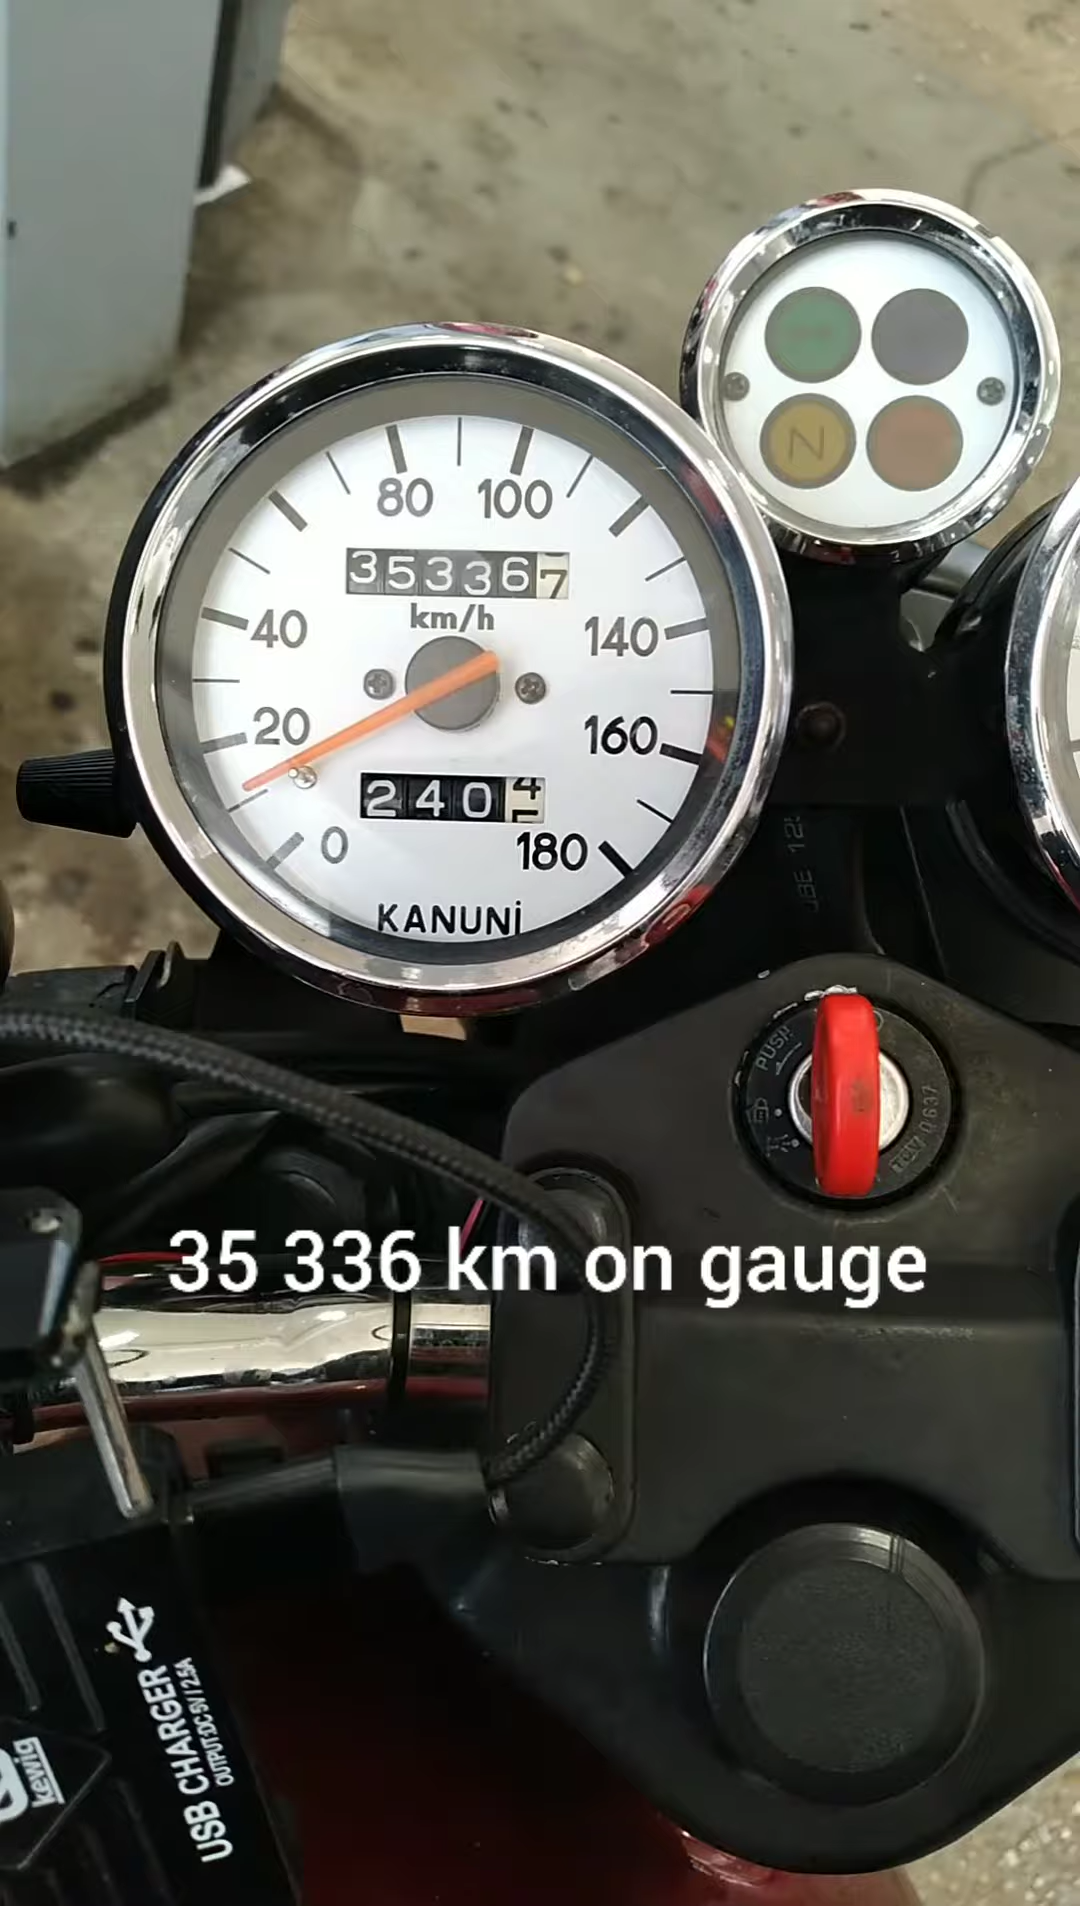 80 100
353367
km/h
40 140
20 160
2404
0 180
KANUNİ
N
PUSH
0637
35 336 km on gauge
USB CHARGER
OUTPUT:DC 5V/2.5A
kewig